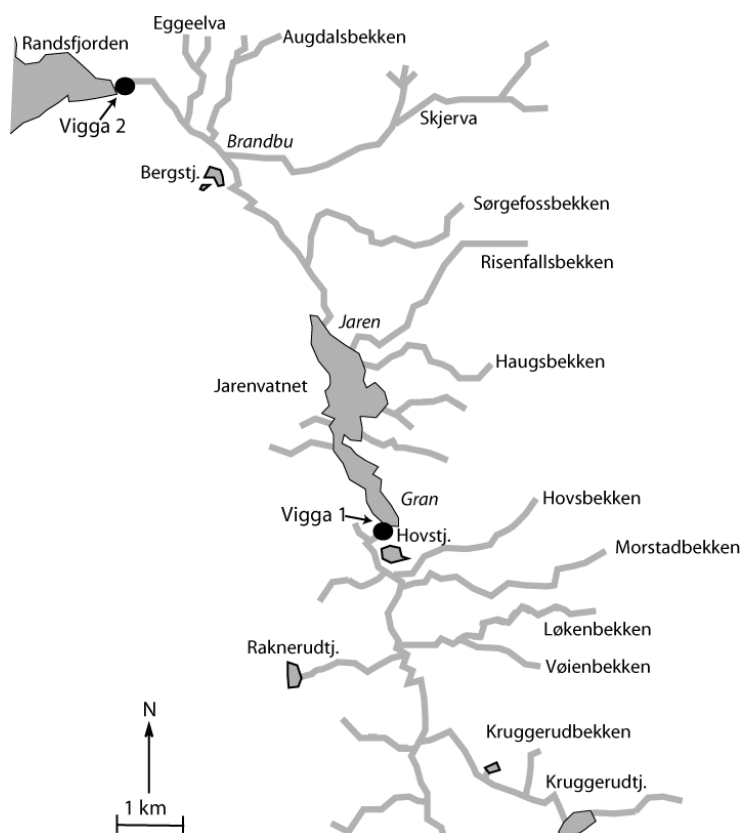 Eggeelva
Randsfjorden
Augdalsbekken
Vigga 2
Skjerva
Brandbu
Bergstj.
Sørgefossbekken
Risenfallsbekken
Jaren
Haugsbekken
Jarenvatnet
Gran
Hovsbekken
Vigga 1
Hovstj.
Morstadbekken
Løkenbekken
Raknerudtj.
Vøienbekken
N
Kruggerudbekken
Kruggerudtj.
1 km